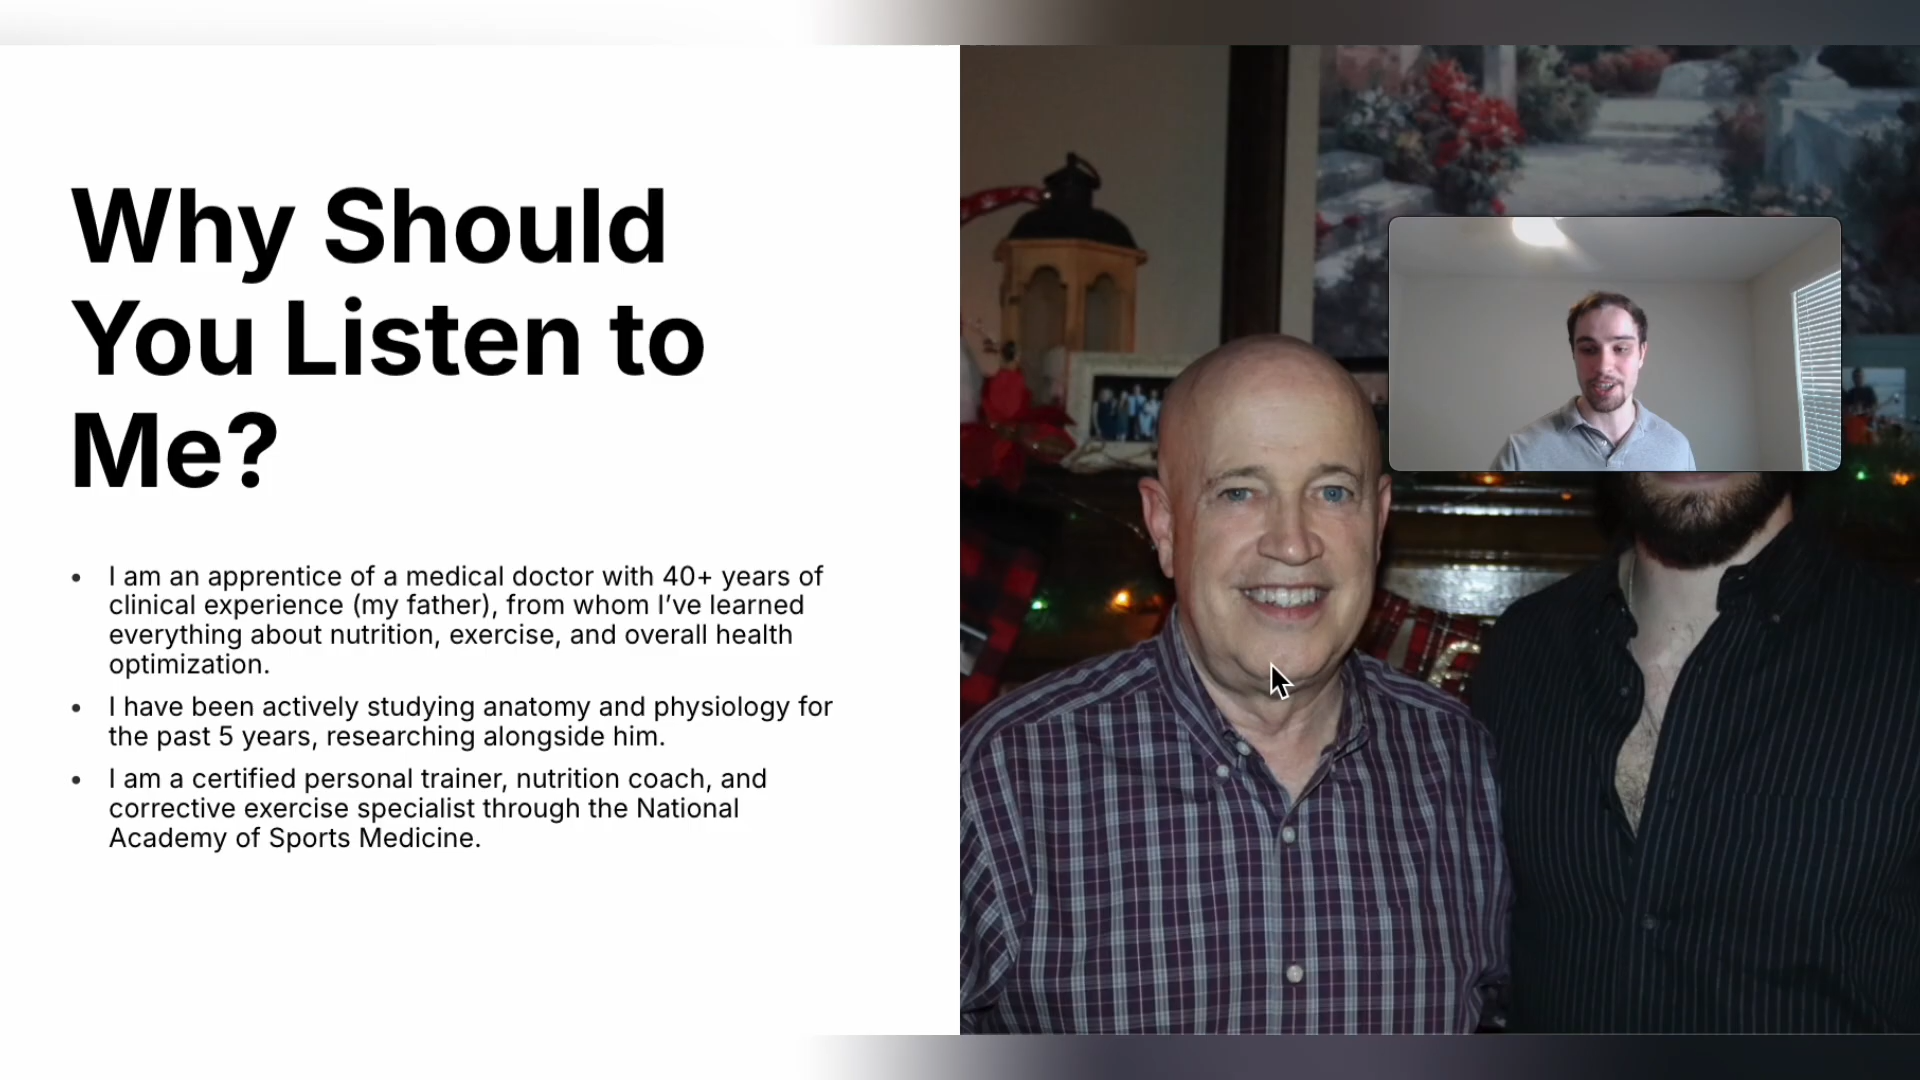 Why Should
You Listen to
Me?
• I am an apprentice of a medical doctor with 40+ years of
clinical experience (my father), from whom I’ve learned
everything about nutrition, exercise, and overall health
optimization.
• I have been actively studying anatomy and physiology for
the past 5 years, researching alongside him.
• I am a certified personal trainer, nutrition coach, and
corrective exercise specialist through the National
Academy of Sports Medicine.